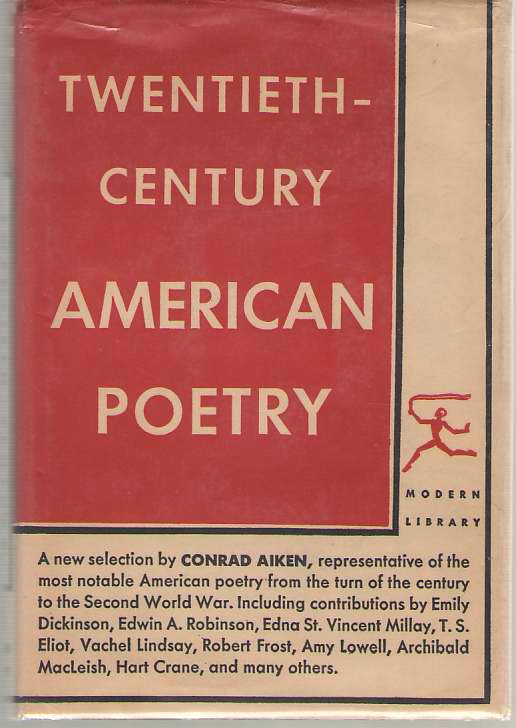 TWENTIETH-
CENTURY
AMERICAN
POETRY
MODERN
LIBRARY
A new selection by CONRAD AIKEN, representative of the
most notable American poetry from the turn of the century
to the Second World War. Including contributions by Emily
Dickinson, Edwin A. Robinson, Edna St. Vincent Millay, T. S.
Eliot, Vachel Lindsay, Robert Frost, Amy Lowell, Archibald
MacLeish, Hart Crane, and many others.